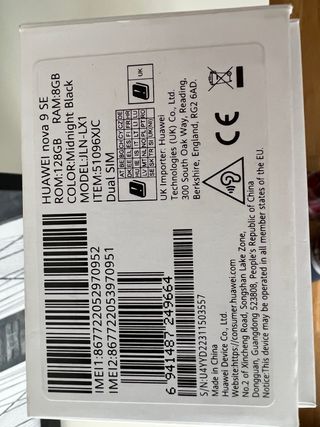 HUAWEI nova 9 SE
ROM:128GB RAM:8GB
COLOR:Midnight Black
MODEL:JLN-LX1
ITEM:51096XJC
Dual SIM
UK
UK Importer: Huawei
Technologies (UK) Co., Ltd.
300 South Oak Way, Reading,
Berkshire, England, RG2 6AD.
CE
IMEI1:867722052970952
IMEI2:867722053970951
6 941487 249664
S/N:U4YYD22311503557
Made in China
Huawei Device Co., Ltd.
Website:https://consumer.huawei.com
No.2 of Xincheng Road, Songshan Lake Zone,
Dongguan, Guangdong 523808, People's Republic of China
This device may be operated in all member states of the EU.